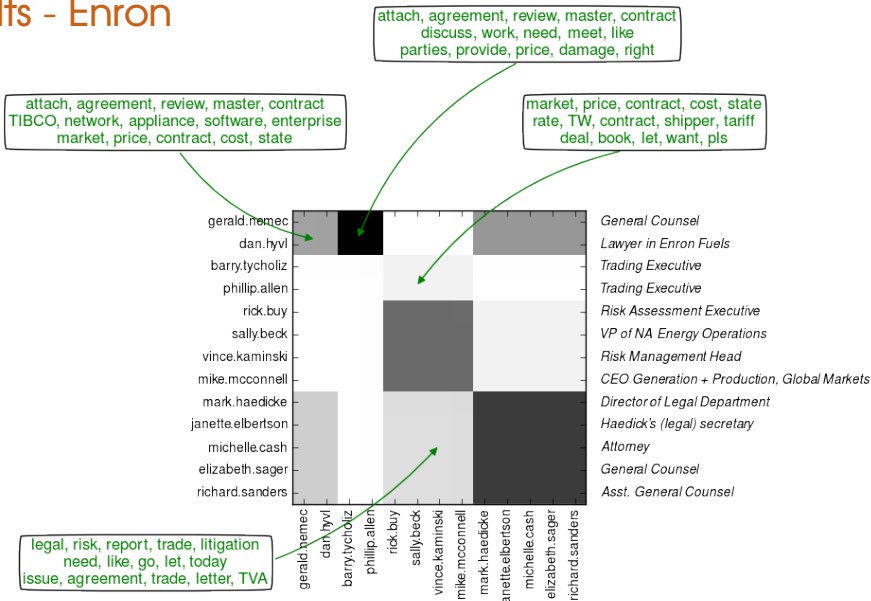 lts - Enron
attach, agreement, review, master, contract
discuss, work, need, meet, like
parties, provide, price, damage, right
attach, agreement, review, master, contract
TIBCO, network, appliance, software, enterprise
market, price, contract, cost, state
market, price, contract, cost, state
rate, TW, contract, shipper, tariff
deal, book, let, want, pls
gerald.nemec General Counsel
dan.hyvl Lawyer in Enron Fuels
barry.tycholiz Trading Executive
phillip.allen Trading Executive
rick.buy Risk Assessment Executive
sally.beck VP of NA Energy Operations
vince.kaminski Risk Management Head
mike.mcconnell CEO Generation + Production, Global Markets
mark.haedicke Director of Legal Department
janette.elbertson Haedick's (legal) secretary
michelle.cash Attorney
elizabeth.sager General Counsel
richard.sanders Asst. General Counsel
legal, risk, report, trade, litigation
need, like, go, let, today
issue, agreement, trade, letter, TVA
gerald.nemec
dan.hyvl
barry.tycholiz
phillip.allen
rick.buy
sally.beck
vince.kaminski
mike.mcconnell
mark.haedicke
anette.elbertson
michelle.cash
elizabeth.sager
richard.sanders